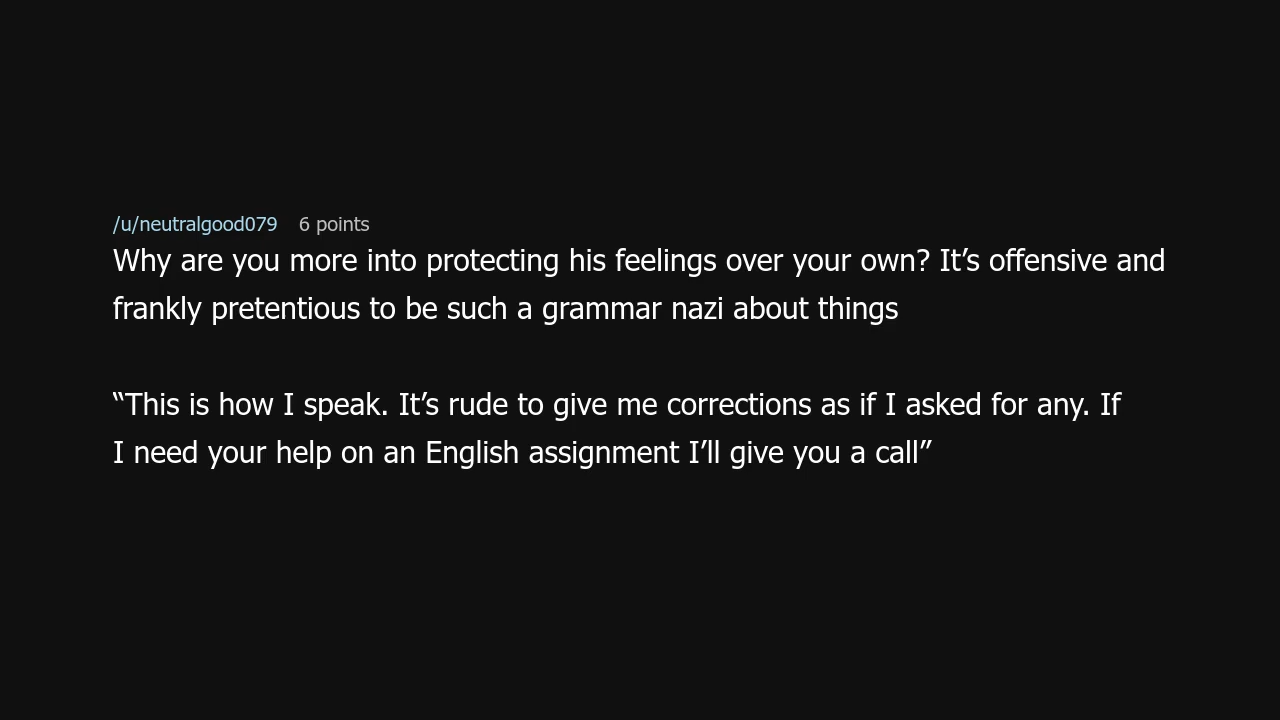 /u/neutralgood079 6 points
Why are you more into protecting his feelings over your own? It’s offensive and
frankly pretentious to be such a grammar nazi about things
“This is how I speak. It’s rude to give me corrections as if I asked for any. If
I need your help on an English assignment I’ll give you a call”